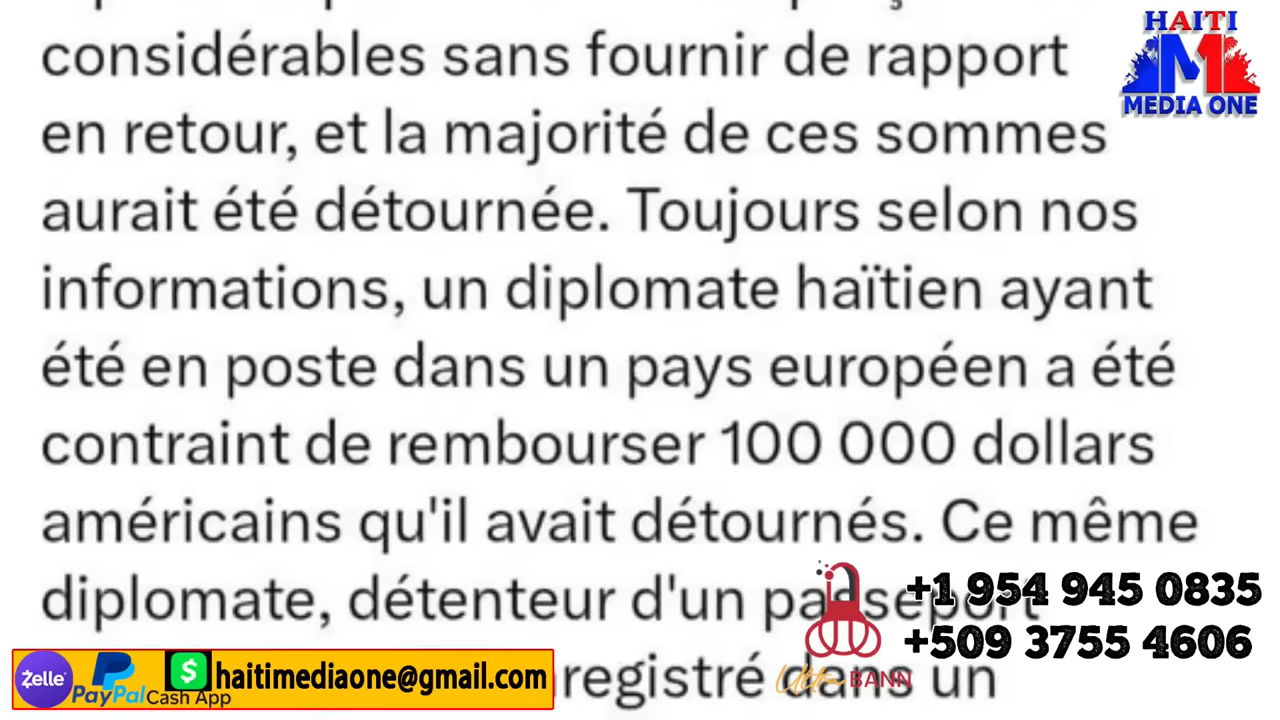 considérables sans fournir de rapport
en retour, et la majorité de ces sommes
aurait été détournée. Toujours selon nos
informations, un diplomate haïtien ayant
été en poste dans un pays européen a été
contraint de rembourser 100 000 dollars
américains qu'il avait détournés. Ce même
diplomate, détenteur d'un passeport
registré dans un
HAITI
M
MEDIA ONE
+1 954 945 0835
+509 3755 4606
BANN
Zelle
PayPal
$
Cash App
haitimediaone@gmail.com